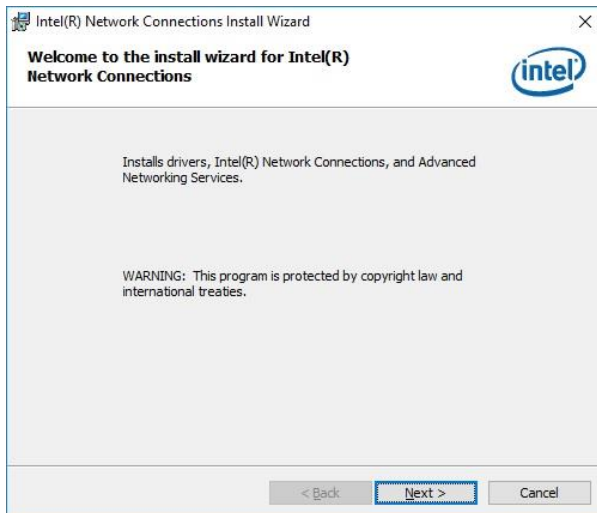 Intel(R) Network Connections Install Wizard
Welcome to the install wizard for Intel(R)
Network Connections
intel
Installs drivers, Intel(R) Network Connections, and Advanced
Networking Services.
WARNING: This program is protected by copyright law and
international treaties.
< Back
Next >
Cancel